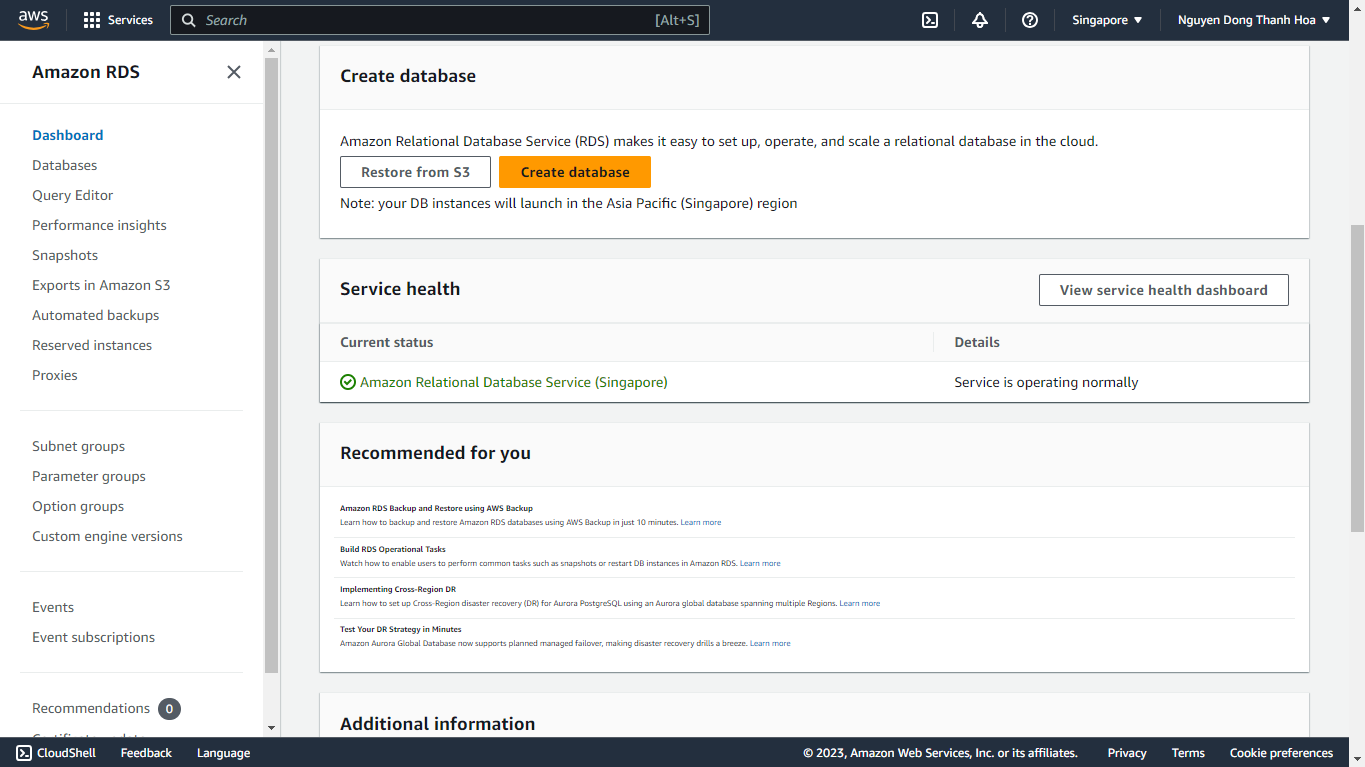 aws
Services
Search
[Alt+S]
Singapore
Nguyen Dong Thanh Hoa
Amazon RDS
Dashboard
Databases
Query Editor
Performance insights
Snapshots
Exports in Amazon S3
Automated backups
Reserved instances
Proxies
Subnet groups
Parameter groups
Option groups
Custom engine versions
Events
Event subscriptions
Recommendations 0
Create database
Amazon Relational Database Service (RDS) makes it easy to set up, operate, and scale a relational database in the cloud.
Restore from S3
Create database
Note: your DB instances will launch in the Asia Pacific (Singapore) region
Service health
View service health dashboard
Current status
Details
Amazon Relational Database Service (Singapore)
Service is operating normally
Recommended for you
Amazon RDS Backup and Restore using AWS Backup
Learn how to backup and restore Amazon RDS databases using AWS Backup in just 10 minutes. Learn more
Build RDS Operational Tasks
Watch how to enable users to perform common tasks such as snapshots or restart DB instances in Amazon RDS. Learn more
Implementing Cross-Region DR
Learn how to set up Cross-Region disaster recovery (DR) for Aurora PostgreSQL using an Aurora global database spanning multiple Regions. Learn more
Test Your DR Strategy in Minutes
Amazon Aurora Global Database now supports planned managed failover, making disaster recovery drills a breeze. Learn more
Additional information
CloudShell
Feedback
Language
© 2023, Amazon Web Services, Inc. or its affiliates.
Privacy
Terms
Cookie preferences